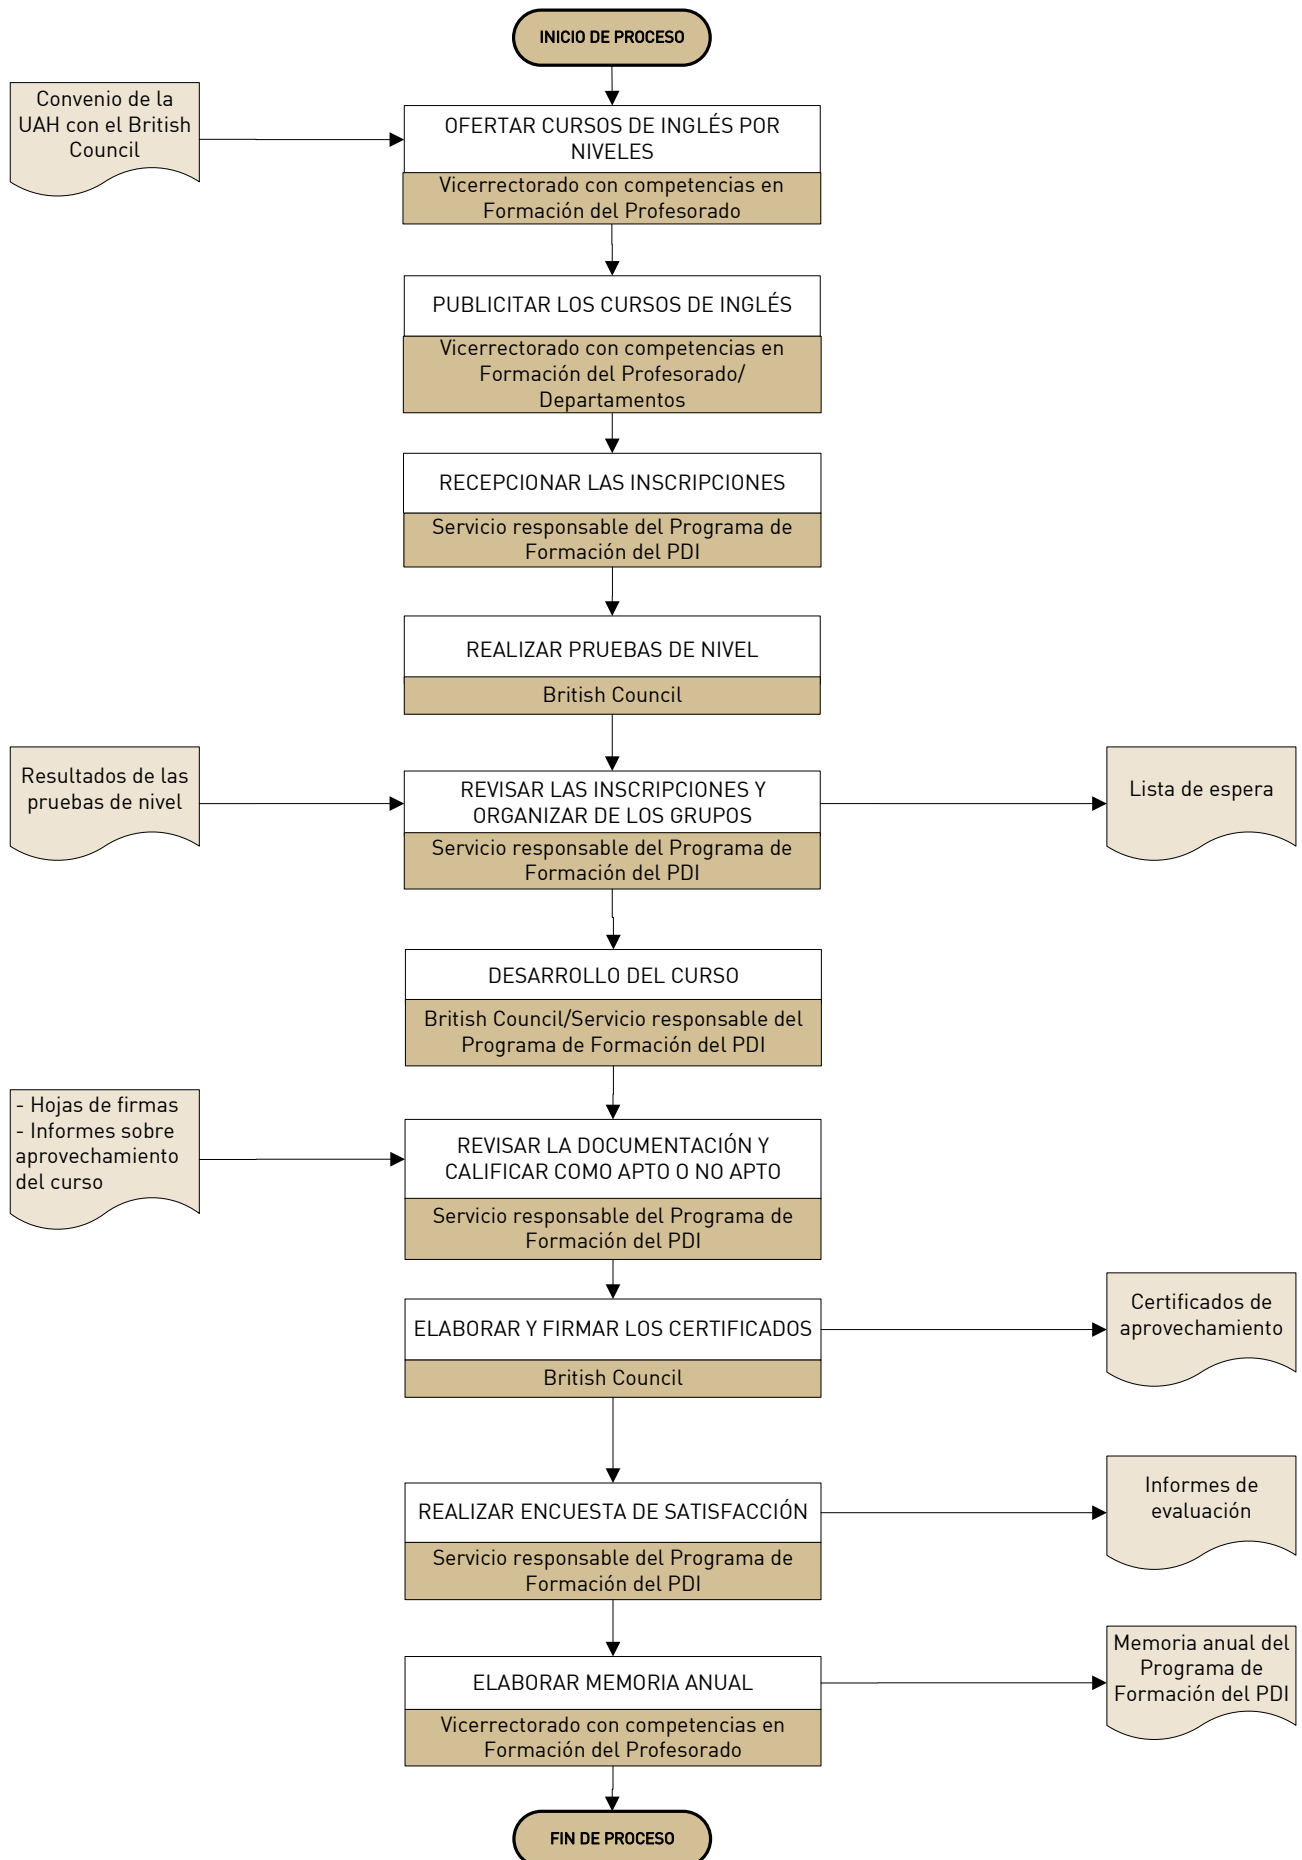 INICIO DE PROCESO
Convenio de la
UAH con el British
Council
OFERTAR CURSOS DE INGLÉS POR
NIVELES
Vicerrectorado con competencias en
Formación del Profesorado
PUBLICITAR LOS CURSOS DE INGLÉS
Vicerrectorado con competencias en
Formación del Profesorado/
Departamentos
RECEPCIONAR LAS INSCRIPCIONES
Servicio responsable del Programa de
Formación del PDI
REALIZAR PRUEBAS DE NIVEL
British Council
Resultados de las
pruebas de nivel
REVISAR LAS INSCRIPCIONES Y
ORGANIZAR DE LOS GRUPOS
Servicio responsable del Programa de
Formación del PDI
Lista de espera
DESARROLLO DEL CURSO
British Council/Servicio responsable del
Programa de Formación del PDI
- Hojas de firmas
- Informes sobre
aprovechamiento
del curso
REVISAR LA DOCUMENTACIÓN Y
CALIFICAR COMO APTO O NO APTO
Servicio responsable del Programa de
Formación del PDI
ELABORAR Y FIRMAR LOS CERTIFICADOS
British Council
Certificados de
aprovechamiento
REALIZAR ENCUESTA DE SATISFACCIÓN
Servicio responsable del Programa de
Formación del PDI
Informes de
evaluación
ELABORAR MEMORIA ANUAL
Vicerrectorado con competencias en
Formación del Profesorado
Memoria anual del
Programa de
Formación del PDI
FIN DE PROCESO